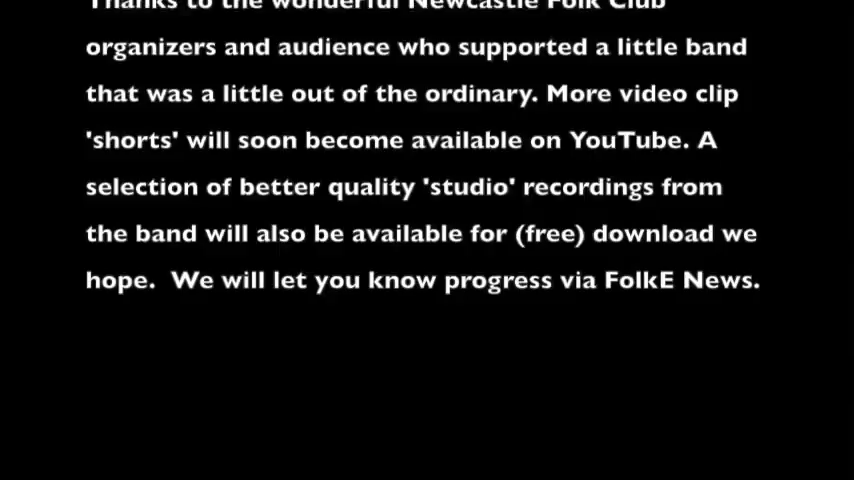 Thanks to the wonderful Newcastle Folk Club
organizers and audience who supported a little band
that was a little out of the ordinary. More video clip
'shorts' will soon become available on YouTube. A
selection of better quality 'studio' recordings from
the band will also be available for (free) download we
hope.  We will let you know progress via FolkE News.